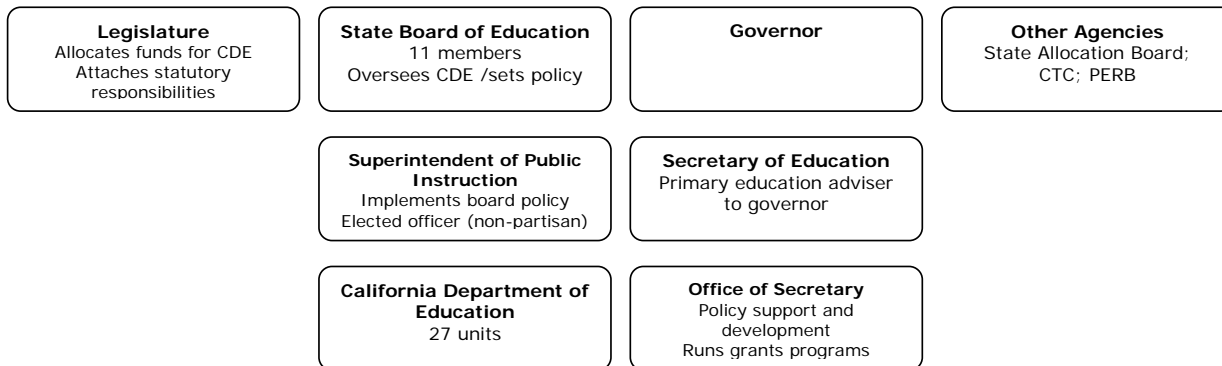 Legislature
Allocates funds for CDE
Attaches statutory
responsibilities
State Board of Education
11 members
Oversees CDE /sets policy
Governor
Other Agencies
State Allocation Board;
CTC; PERB
Superintendent of Public
Instruction
Implements board policy
Elected officer (non-partisan)
Secretary of Education
Primary education adviser
to governor
California Department of
Education
27 units
Office of Secretary
Policy support and
development
Runs grants programs